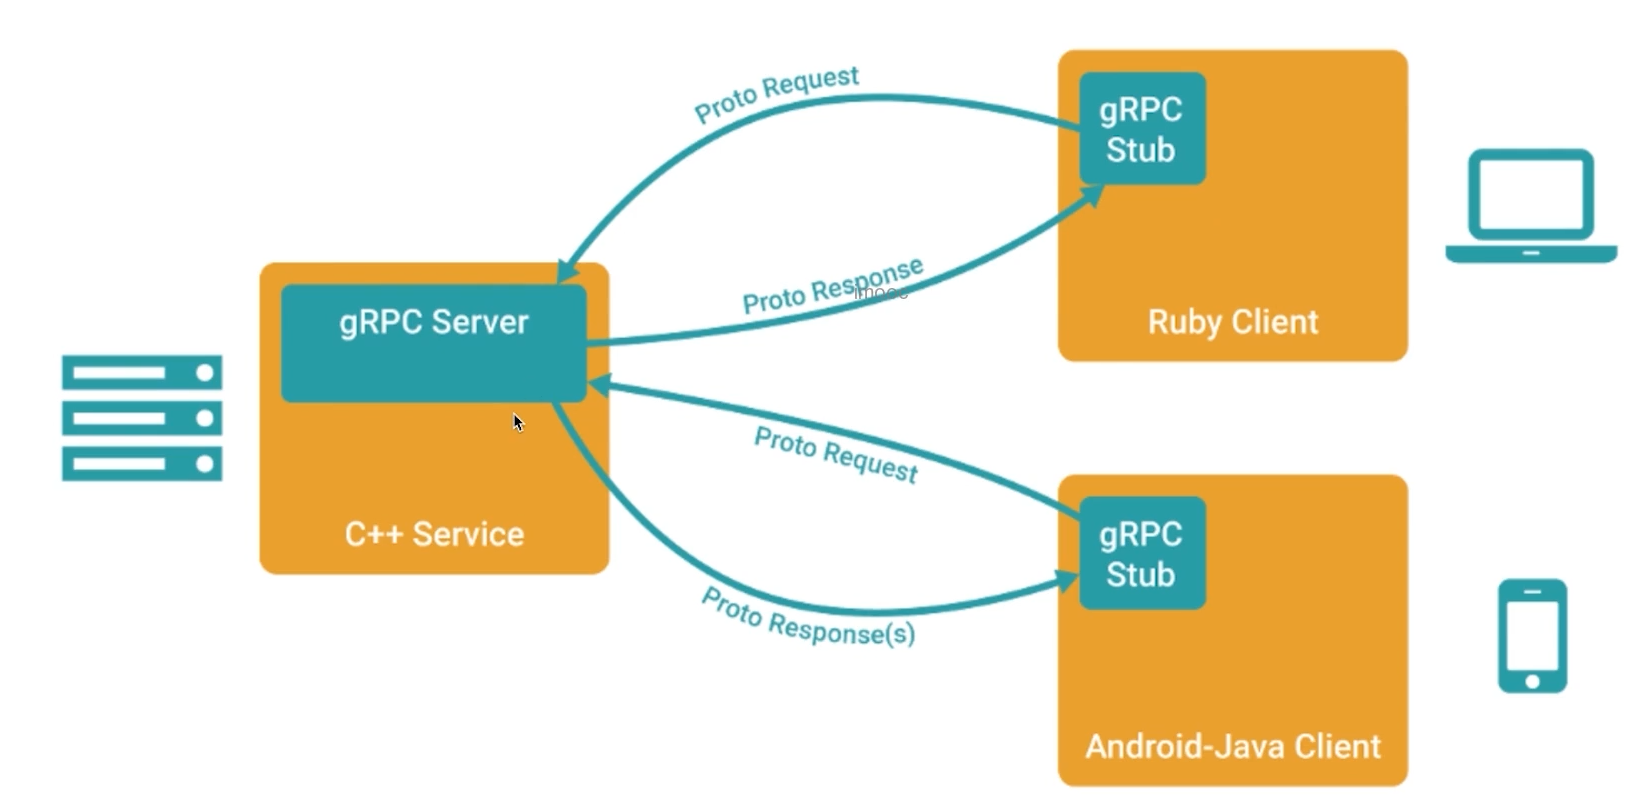 Proto Request
gRPC
Stub
Proto Response
imooc
Ruby Client
gRPC Server
C++ Service
Proto Request
Proto Response(s)
gRPC
Stub
Android-Java Client